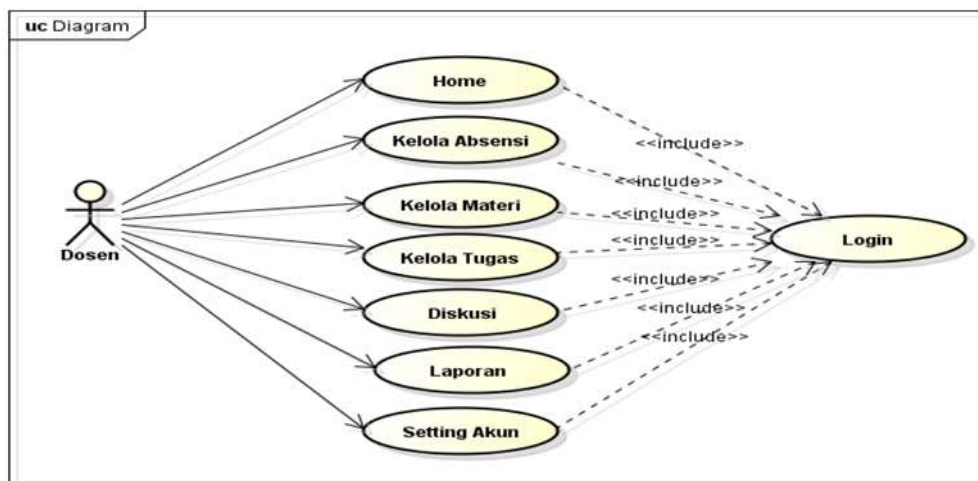 uc Diagram
Home
Kelola Absensi
<<include>>
<<include>>
Kelola Materi
<<include>>
Login
<<include>>
Kelola Tugas
Dosen
<<include>>
Diskusi
<<include>>
<<include>>
Laporan
Setting Akun